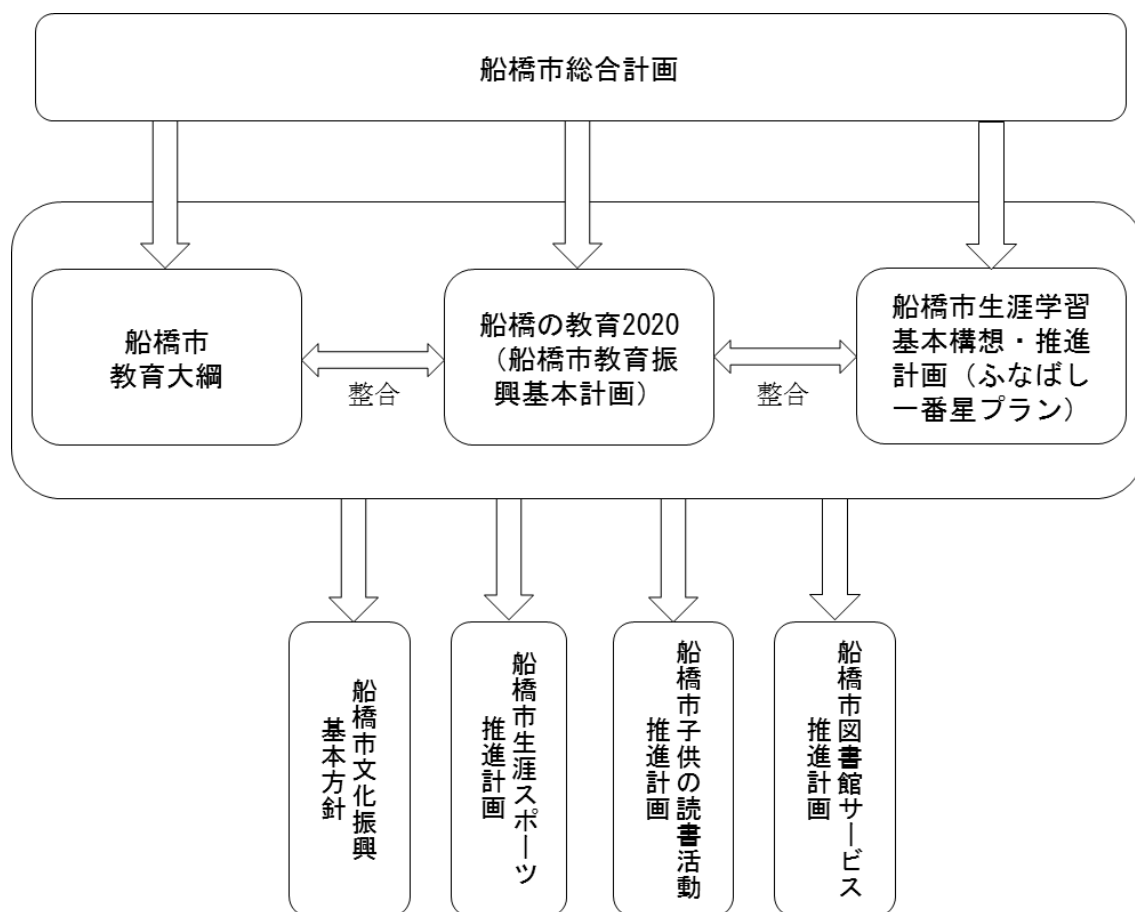 船橋市総合計画
船橋市
教育大綱
整合
船橋の教育2020
（船橋市教育振
興基本計画）
整合
船橋市生涯学習
基本構想・推進
計画（ふなばし
一番星プラン）
船橋市文化振興
基本方針
船橋市生涯スポーツ
推進計画
船橋市子供の読書活動
推進計画
船橋市図書館サービス
推進計画